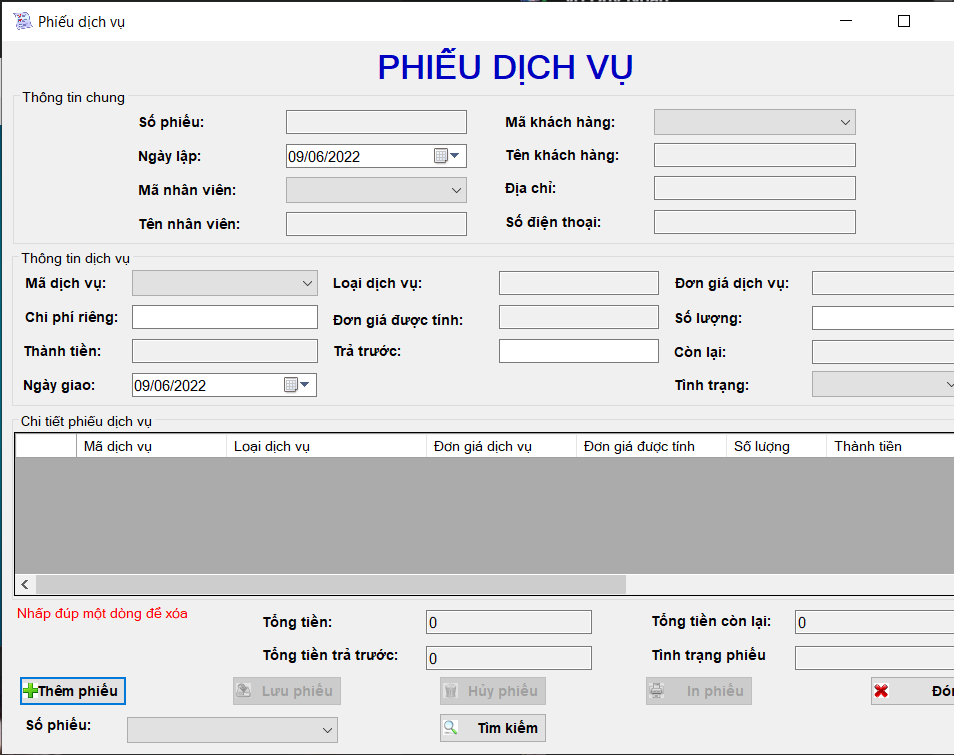 Phiếu dịch vụ
PHIẾU DỊCH VỤ
Thông tin chung
Số phiếu:
Mã khách hàng:
Ngày lập:
09/06/2022
Tên khách hàng:
Mã nhân viên:
Địa chỉ:
Tên nhân viên:
Số điện thoại:
Thông tin dịch vụ
Mã dịch vụ:
Loại dịch vụ:
Đơn giá dịch vụ:
Chi phí riêng:
Đơn giá được tính:
Số lượng:
Thành tiền:
Trả trước:
Còn lại:
Ngày giao:
09/06/2022
Tình trạng:
Chi tiết phiếu dịch vụ
Mã dịch vụ Loại dịch vụ Đơn giá dịch vụ Đơn giá được tính Số lượng Thành tiền
Nhấp đúp một dòng để xóa
Tổng tiền: 0
Tổng tiền còn lại: 0
Tổng tiền trả trước: 0
Tình trạng phiếu
Thêm phiếu Lưu phiếu Hủy phiếu In phiếu
Số phiếu:
Tìm kiếm